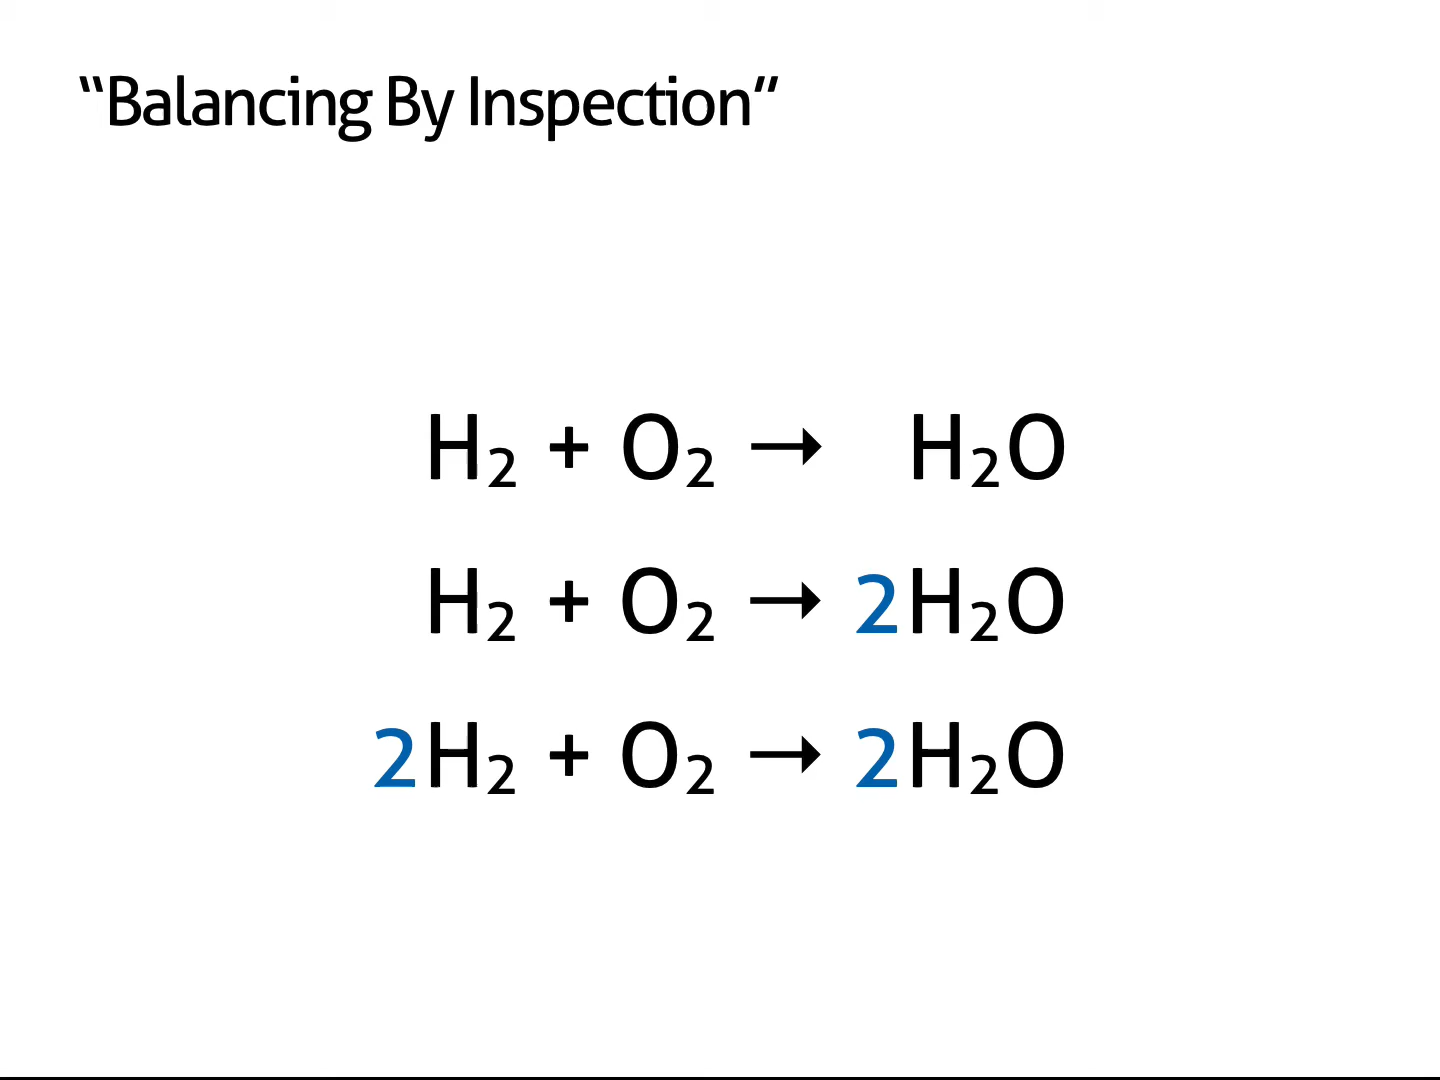 “Balancing By Inspection”
H₂ + O₂ → H₂O
H₂ + O₂ → 2H₂O
2H₂ + O₂ → 2H₂O